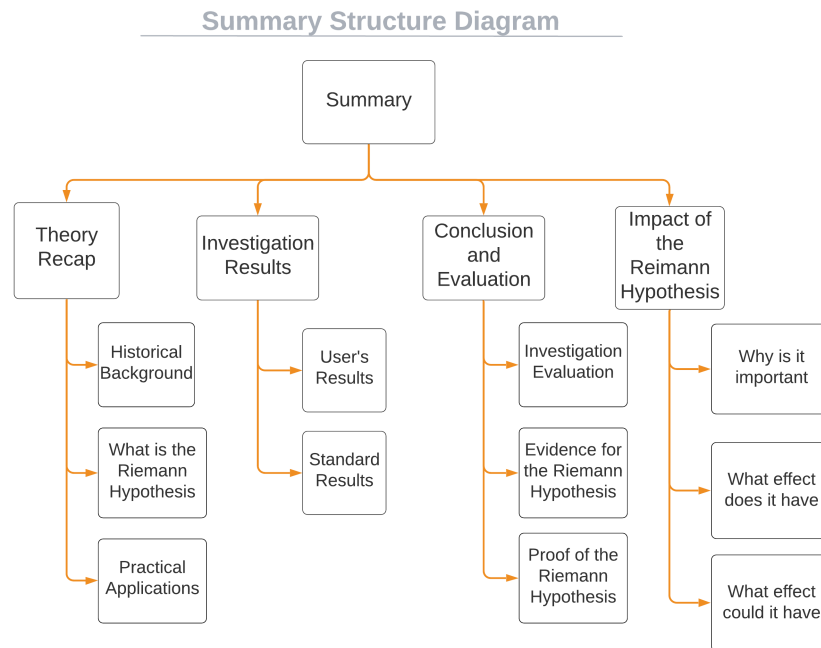 Summary Structure Diagram
Summary
Theory
Recap
Investigation
Results
Conclusion
and
Evaluation
Impact of
the
Reimann
Hypothesis
Historical
Background
What is the
Riemann
Hypothesis
Practical
Applications
User's
Results
Standard
Results
Investigation
Evaluation
Evidence for
the Riemann
Hypothesis
Proof of the
Riemann
Hypothesis
Why is it
important
What effect
does it have
What effect
could it have